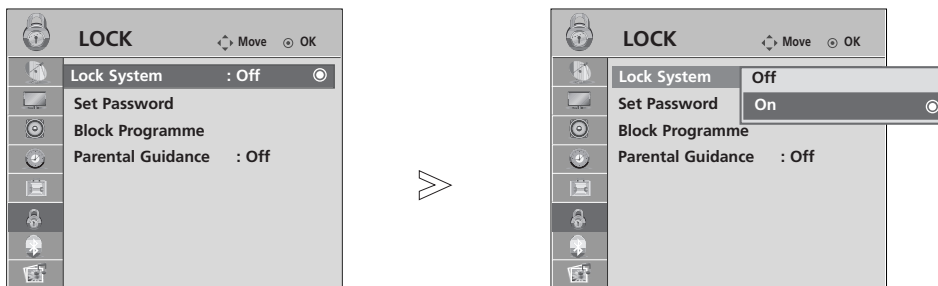 LOCK Move OK
Lock System : Off
Set Password
Block Programme
Parental Guidance : Off
LOCK Move OK
Lock System Off
Set Password On
Block Programme
Parental Guidance : Off